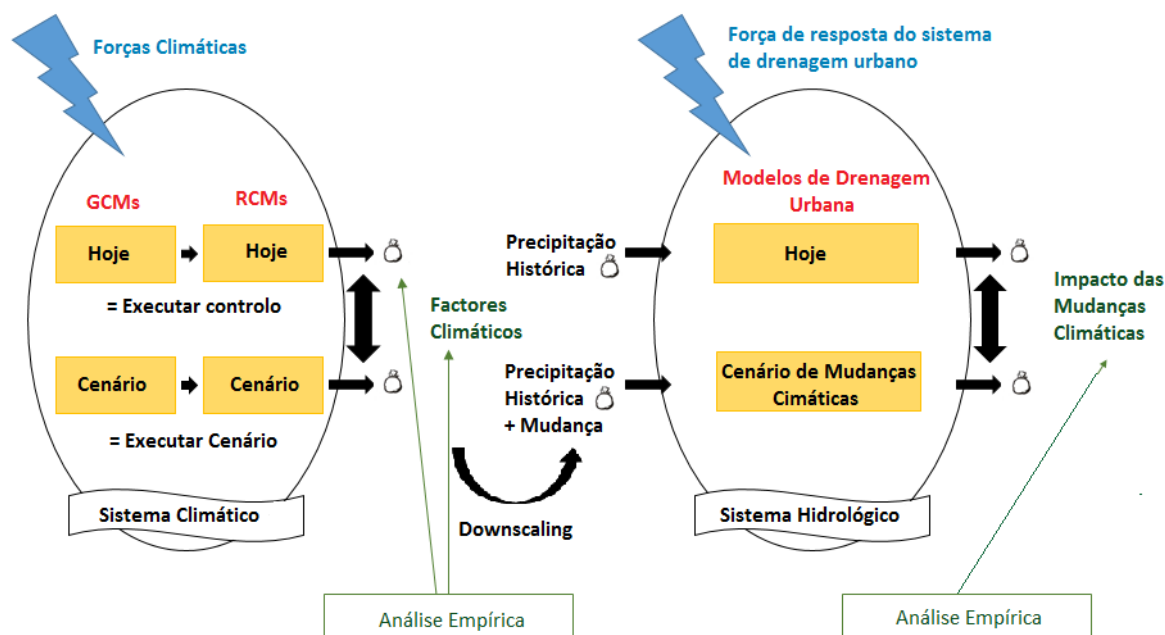 Forças Climáticas
GCMs
RCMs
Hoje
Hoje
= Executar controlo
Cenário
Cenário
= Executar Cenário
Sistema Climático
Factores
Climáticos
Precipitação
Histórica
Precipitação
Histórica
+ Mudança
Downscaling
Análise Empírica
Força de resposta do sistema
de drenagem urbano
Modelos de Drenagem
Urbana
Hoje
Cenário de Mudanças
Cimáticas
Sistema Hidrológico
Impacto das
Mudanças
Climáticas
Análise Empírica